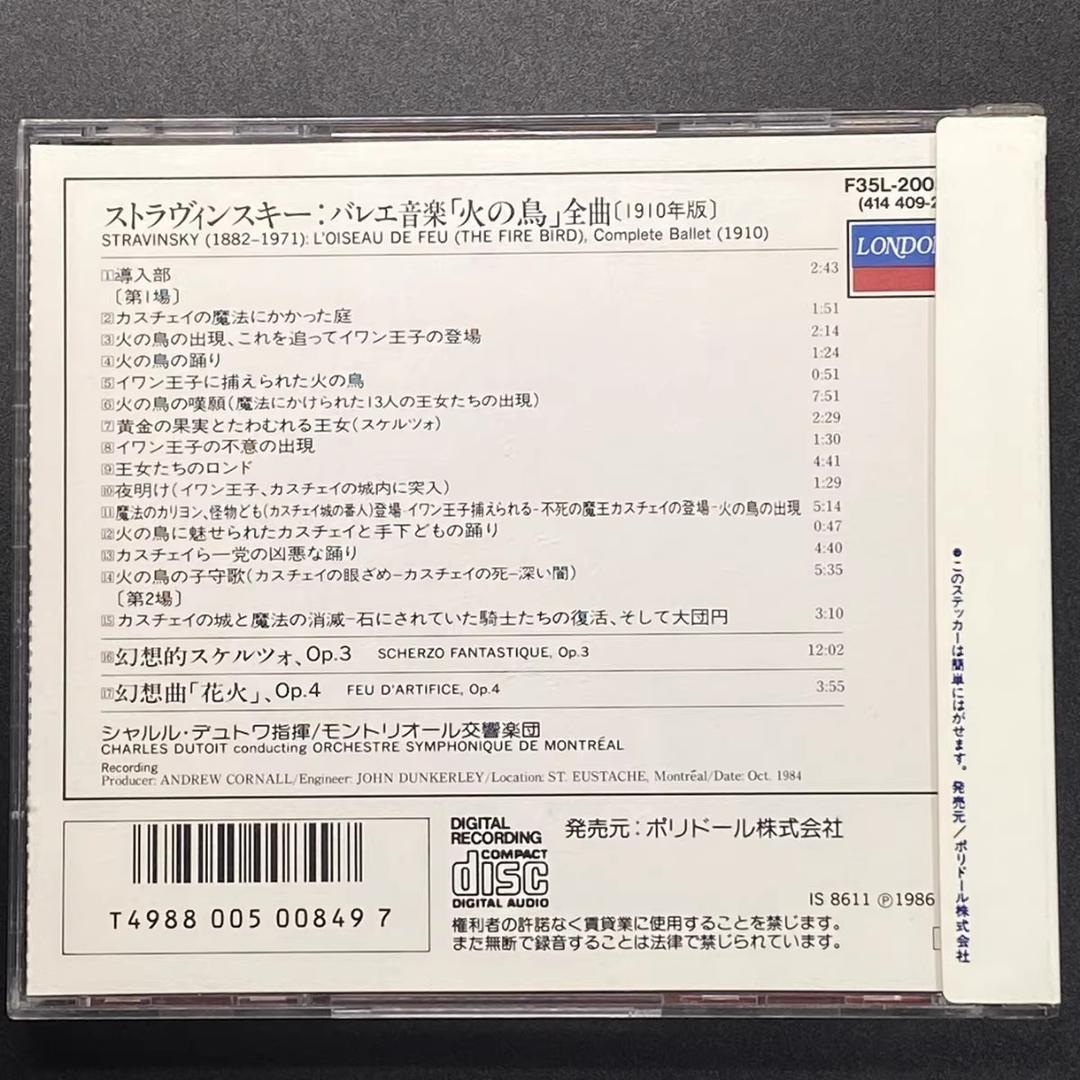 ストラヴィンスキー：バレエ音楽「火の鳥」全曲〔1910年版〕
STRAVINSKY (1882–1971): L'OISEAU DE FEU (THE FIRE BIRD), Complete Ballet (1910)
F35L-200
(414 409-2
LONDO
1 導入部 2:43
〔第1場〕
2 カスチェイの魔法にかかった庭 1:51
3 火の鳥の出現、これを追ってイワン王子の登場 2:14
4 火の鳥の踊り 1:24
5 イワン王子に捕えられた火の鳥 0:51
6 火の鳥の嘆願(魔法にかけられた13人の王女たちの出現) 7:51
7 黄金の果実とたわむれる王女(スケルツォ) 2:29
8 イワン王子の不意の出現 1:30
9 王女たちのロンド 4:41
10 夜明け(イワン王子、カスチェイの城内に突入) 1:29
11 魔法のカリヨン、怪物ども(カスチェイ城の番人)登場–イワン王子捕えられる–不死の魔王カスチェイの登場–火の鳥の出現 5:14
12 火の鳥に魅せられたカスチェイと手下どもの踊り 0:47
13 カスチェイら一党の凶悪な踊り 4:40
14 火の鳥の子守歌(カスチェイの眼ざめ–カスチェイの死–深い闇) 5:35
〔第2場〕
15 カスチェイの城と魔法の消滅–石にされていた騎士たちの復活、そして大団円 3:10
16 幻想的スケルツォ、Op.3 SCHERZO FANTASTIQUE, Op.3 12:02
17 幻想曲「花火」、Op.4 FEU D'ARTIFICE, Op.4 3:55
シャルル・デュトワ指揮/モントリオール交響楽団
CHARLES DUTOIT conducting ORCHESTRE SYMPHONIQUE DE MONTRÉAL
Recording
Producer: ANDREW CORNALL/Engineer: JOHN DUNKERLEY/Location: ST. EUSTACHE, Montréal/Date: Oct. 1984
T4988 005 00849 7
DIGITAL
RECORDING
COMPACT
disc
DIGITAL AUDIO
発売元：ポリドール株式会社
IS 8611 Ⓟ1986
権利者の許諾なく賃貸業に使用することを禁じます。
また無断で録音することは法律で禁じられています。
●このステッカーは簡単にはがせます。発売元／ポリドール株式会社